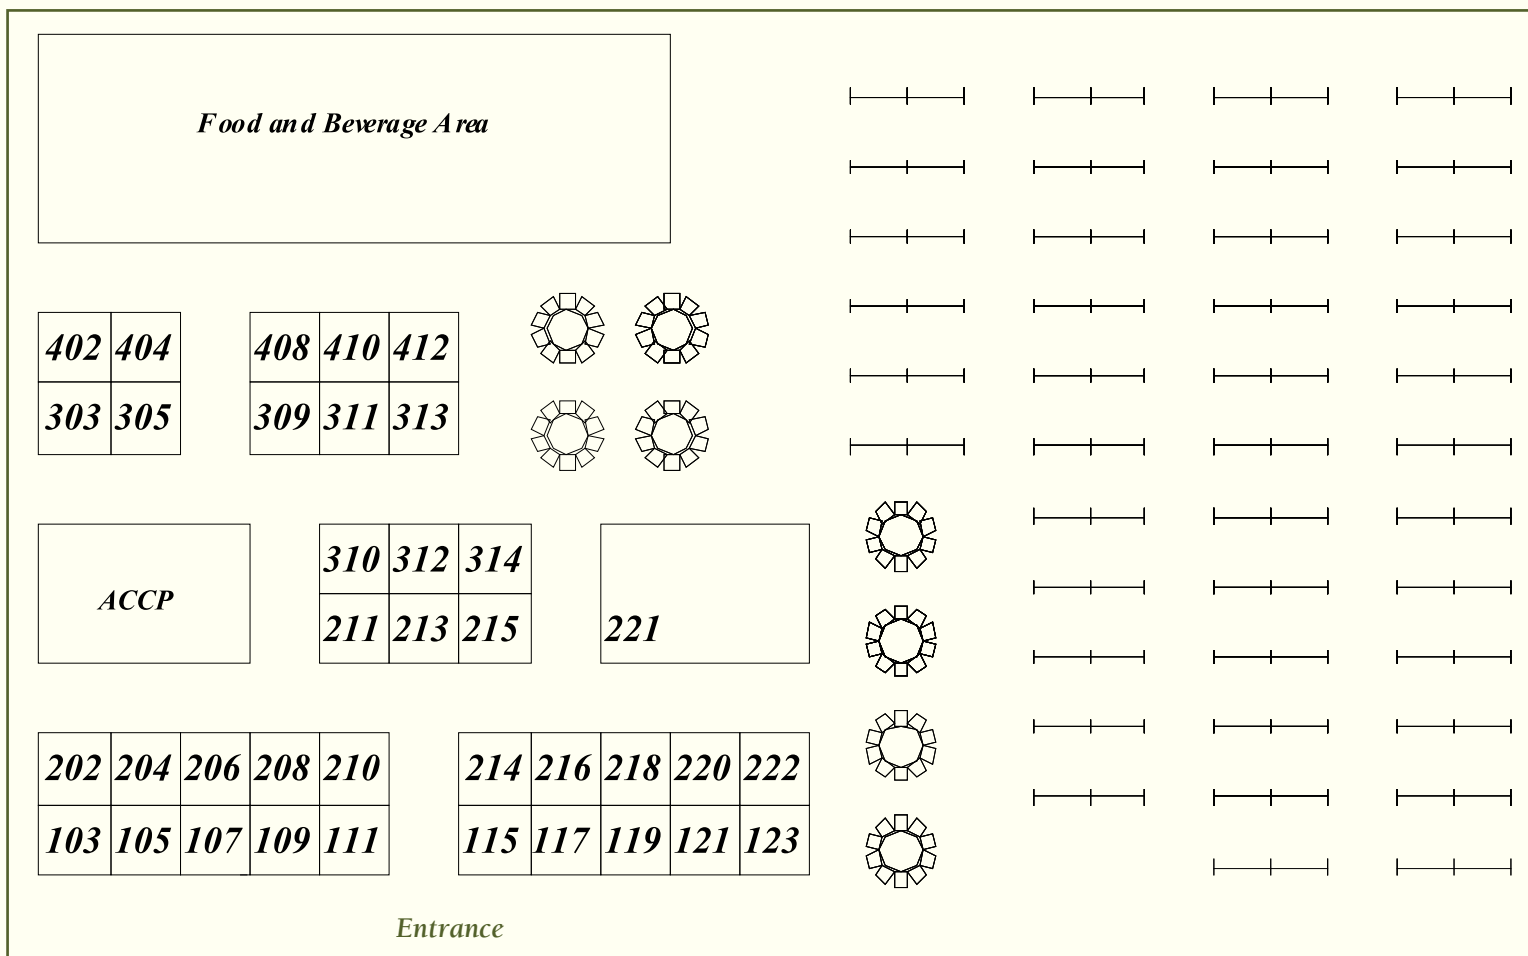 Food and Beverage Area
402 404 408 410 412
303 305 309 311 313
310 312 314
ACCP
211 213 215 221
202 204 206 208 210 214 216 218 220 222
103 105 107 109 111 115 117 119 121 123
Entrance